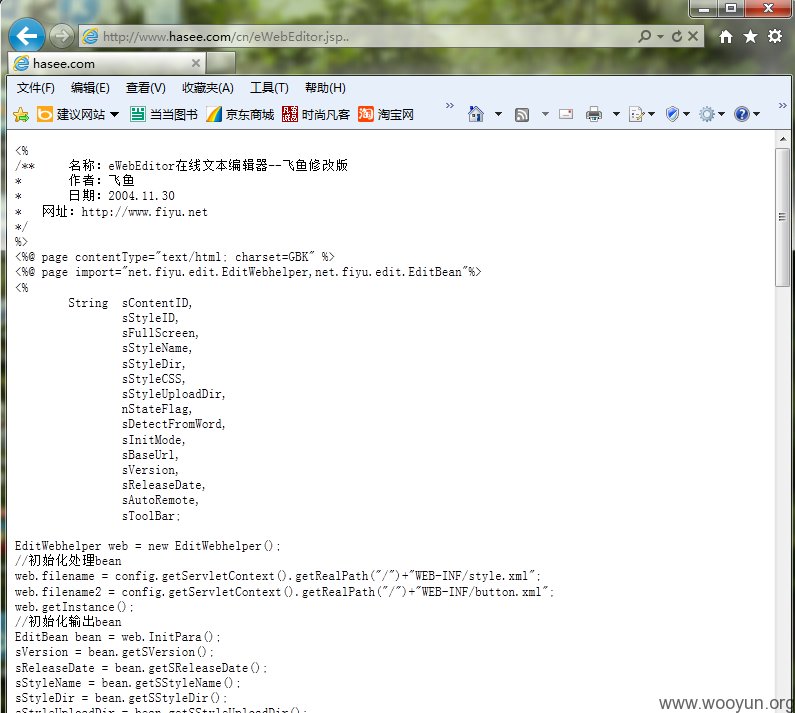 http://www.hasee.com/cn/eWebEditor.jsp..
hasee.com
文件(F) 编辑(E) 查看(V) 收藏夹(A) 工具(T) 帮助(H)
建议网站 当当图书 京东商城 时尚凡客 淘宝网
<%
/** 名称：eWebEditor在线文本编辑器--飞鱼修改版
* 作者：飞鱼
* 日期：2004.11.30
* 网址：http://www.fiyu.net
*/
%>
<%@ page contentType="text/html; charset=GBK" %>
<%@ page import="net.fiyu.edit.EditWebhelper,net.fiyu.edit.EditBean"%>
<%
String sContentID,
sStyleID,
sFullScreen,
sStyleName,
sStyleDir,
sStyleCSS,
sStyleUploadDir,
nStateFlag,
sDetectFromWord,
sInitMode,
sBaseUrl,
sVersion,
sReleaseDate,
sAutoRemote,
sToolBar;
EditWebhelper web = new EditWebhelper();
//初始化处理bean
web.filename = config.getServletContext().getRealPath("/")+"WEB-INF/style.xml";
web.filename2 = config.getServletContext().getRealPath("/")+"WEB-INF/button.xml";
web.getInstance();
//初始化输出bean
EditBean bean = web.InitPara();
sVersion = bean.getSVersion();
sReleaseDate = bean.getSReleaseDate();
sStyleName = bean.getSStyleName();
sStyleDir = bean.getSStyleDir();
sStyleUploadDir = bean.getSStyleUploadDir();
www.wooyun.org